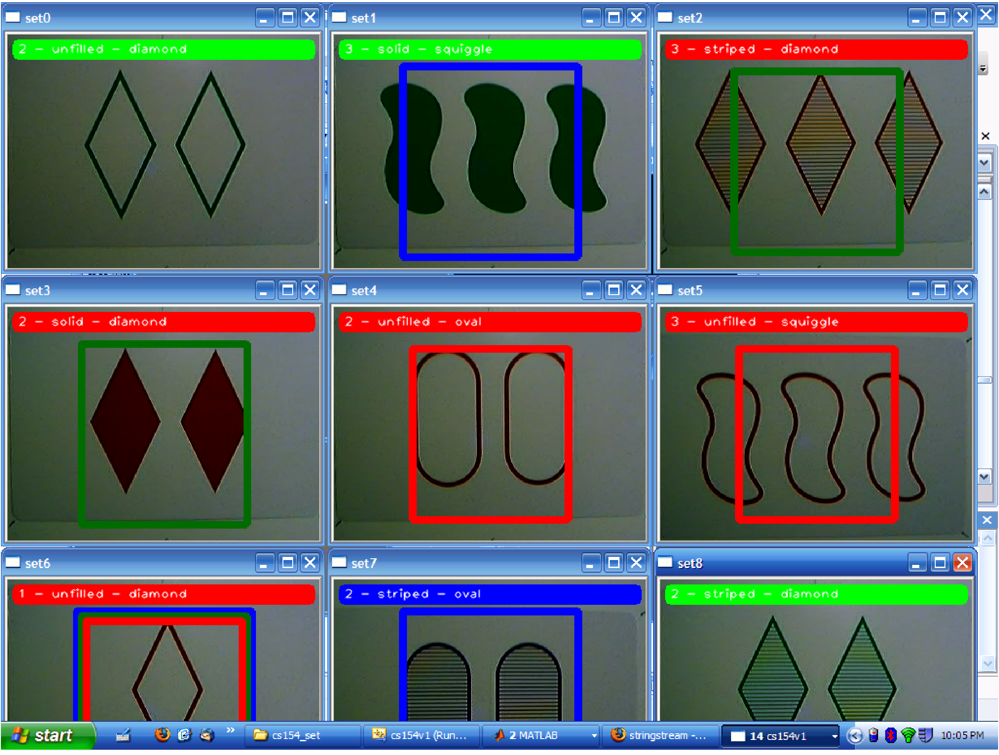 set0
set1
set2
2 - unfilled - diamond
3 - solid - squiggle
3 - striped - diamond
set3
set4
set5
2 - solid - diamond
2 - unfilled - oval
3 - unfilled - squiggle
set6
set7
set8
1 - unfilled - diamond
2 - striped - oval
2 - striped - diamond
start
»
cs154_set
cs154v1 (Run...
2 MATLAB
stringstream -...
14 cs154v1
10:05 PM